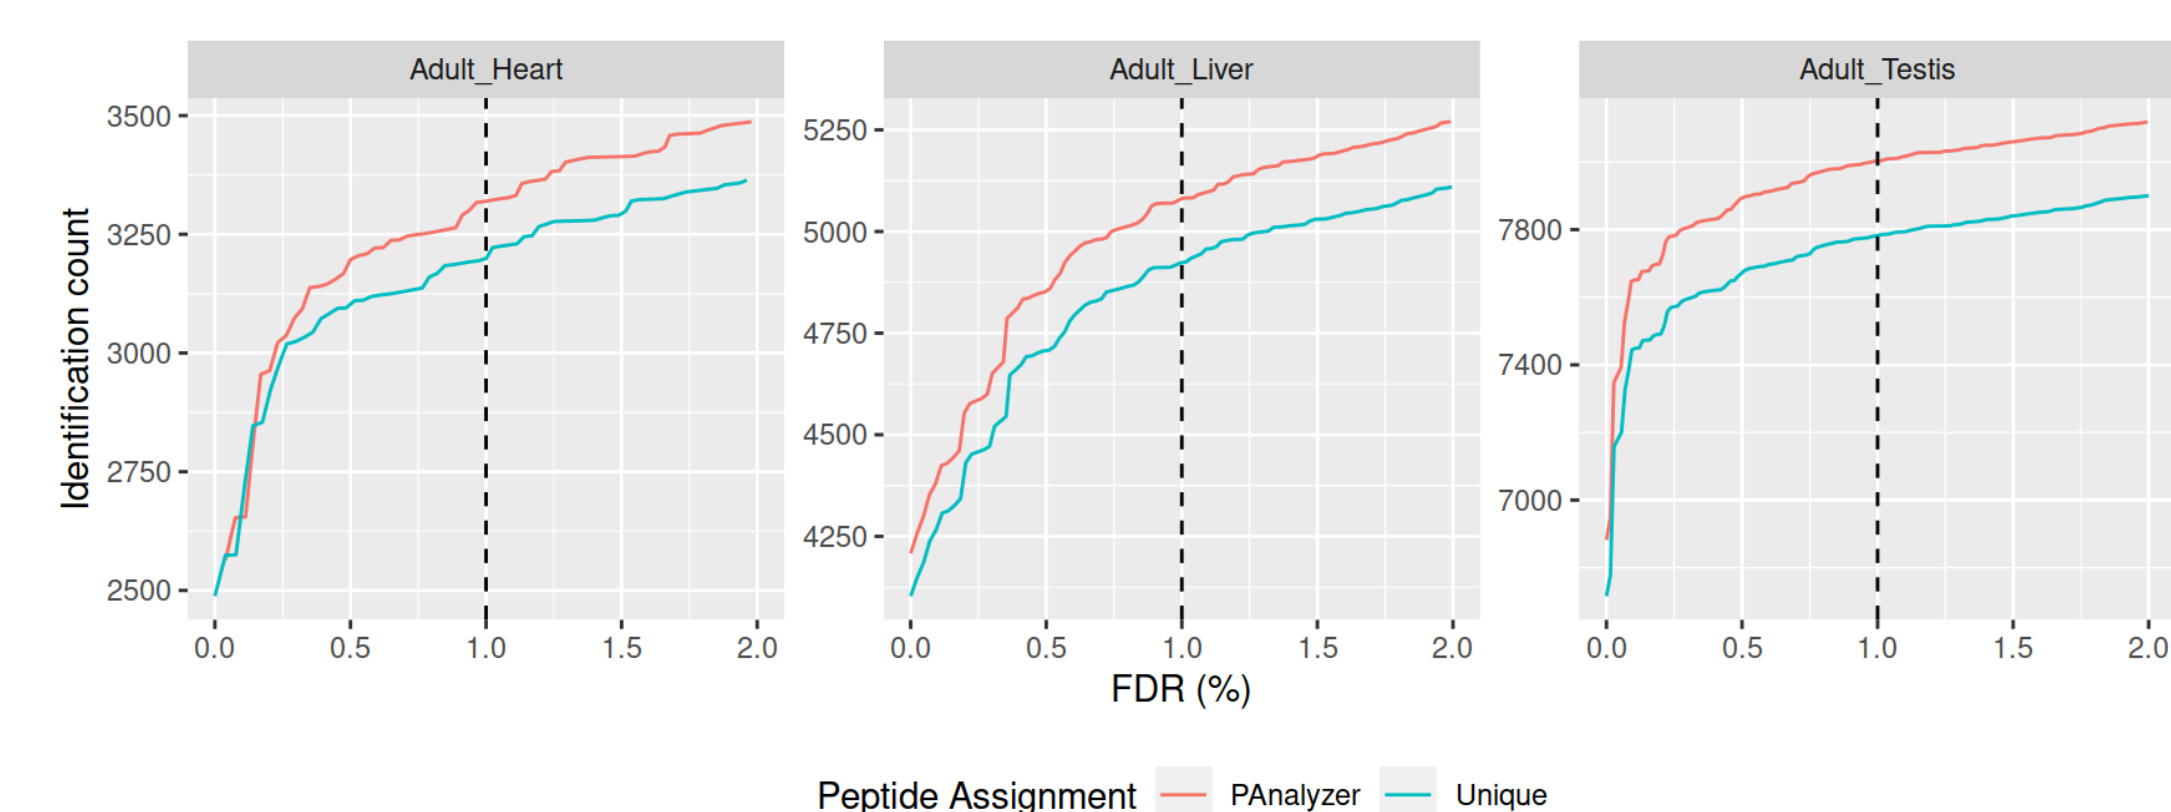 Adult_Heart
Adult_Liver
Adult_Testis
Identification count
3500
3250
3000
2750
2500
5250
5000
4750
4500
4250
7800
7400
7000
0.0 0.5 1.0 1.5 2.0
0.0 0.5 1.0 1.5 2.0
0.0 0.5 1.0 1.5 2.0
FDR (%)
Peptide Assignment PAnalyzer Unique